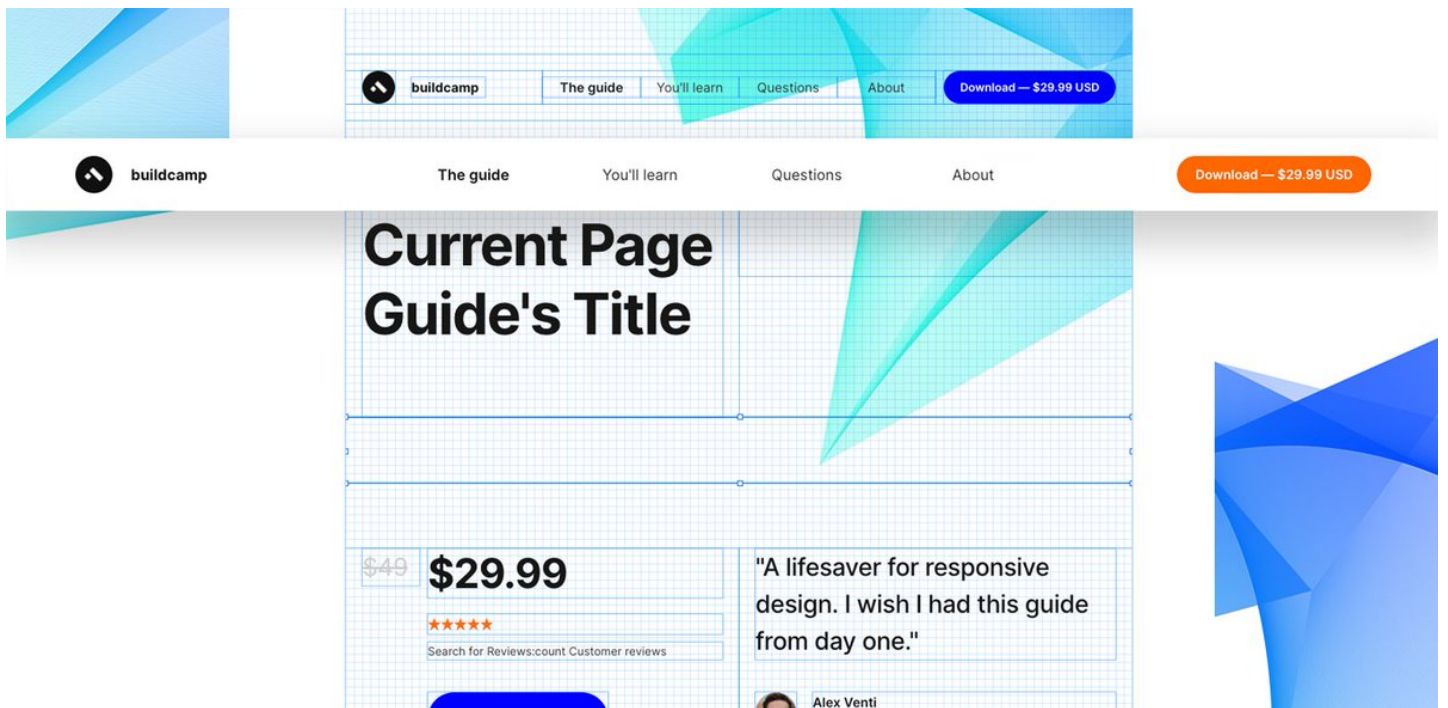 buildcamp The guide You'll learn Questions About Download — $29.99 USD
buildcamp The guide You'll learn Questions About Download — $29.99 USD
Current Page
Guide's Title
$49 $29.99
★★★★★
Search for Reviews:count Customer reviews
"A lifesaver for responsive
design. I wish I had this guide
from day one."
Alex Venti